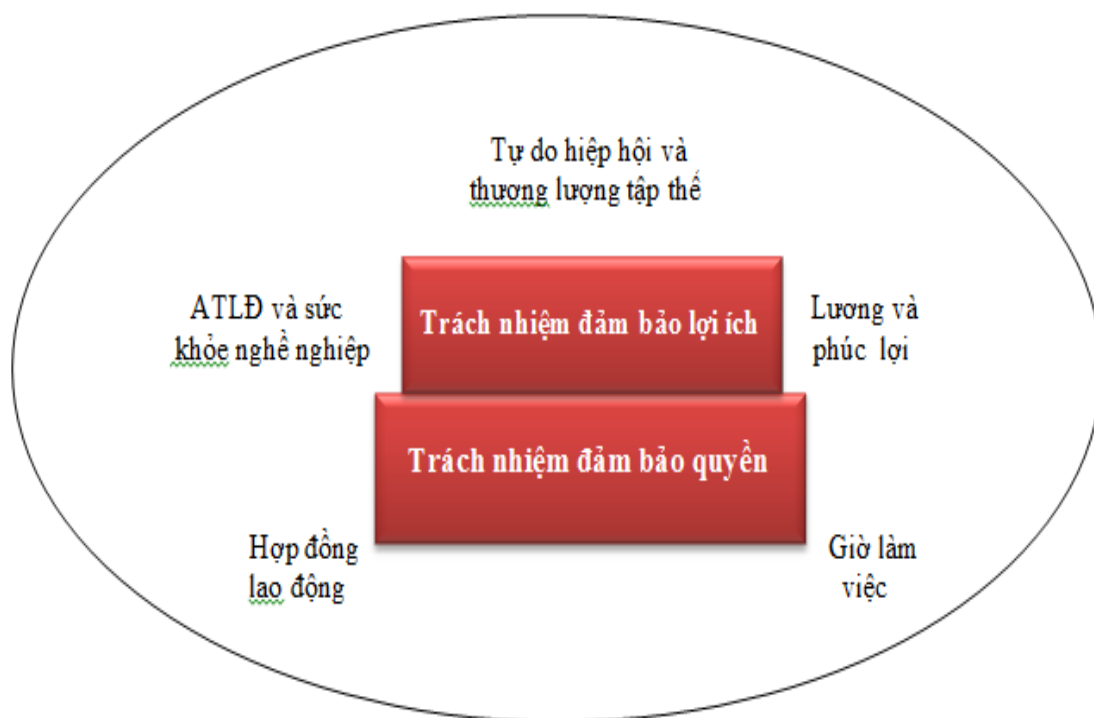 Tự do hiệp hội và
thương lượng tập thể
ATLĐ và sức
khỏe nghề nghiệp
Trách nhiệm đảm bảo lợi ích
Lương và
phúc lợi
Trách nhiệm đảm bảo quyền
Hợp đồng
lao động
Giờ làm
việc